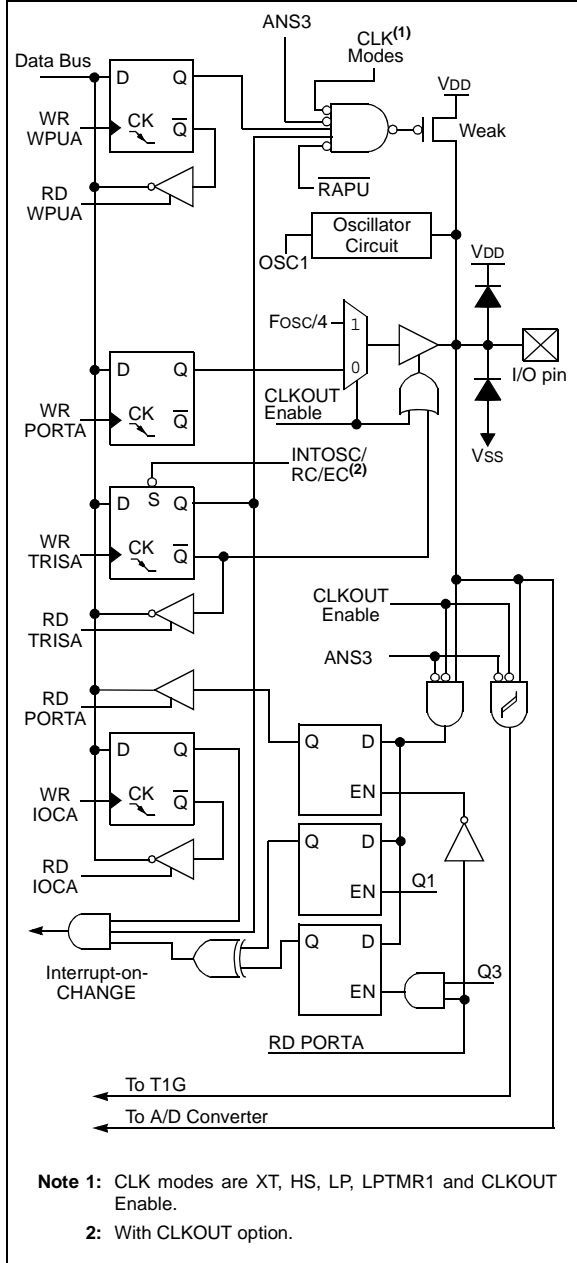 ANS3
CLK(1)
Modes
Data Bus
D Q
VDD
WR
WPUA
CK
Q
Weak
RD
WPUA
RAPU
Oscillator
Circuit
OSC1
VDD
FOSC/4
1
0
D Q
I/O pin
WR
PORTA
CK
Q
CLKOUT
Enable
VSS
INTOSC/
RC/EC(2)
D S Q
WR
TRISA
CK
Q
CLKOUT
Enable
RD
TRISA
ANS3
RD
PORTA
Q D
D Q
EN
WR
IOCA
CK
Q
Q D
RD
IOCA
EN
Q1
Q D
Interrupt-on-
CHANGE
Q3
EN
RD PORTA
To T1G
To A/D Converter
Note 1: CLK modes are XT, HS, LP, LPTMR1 and CLKOUT
Enable.
2: With CLKOUT option.